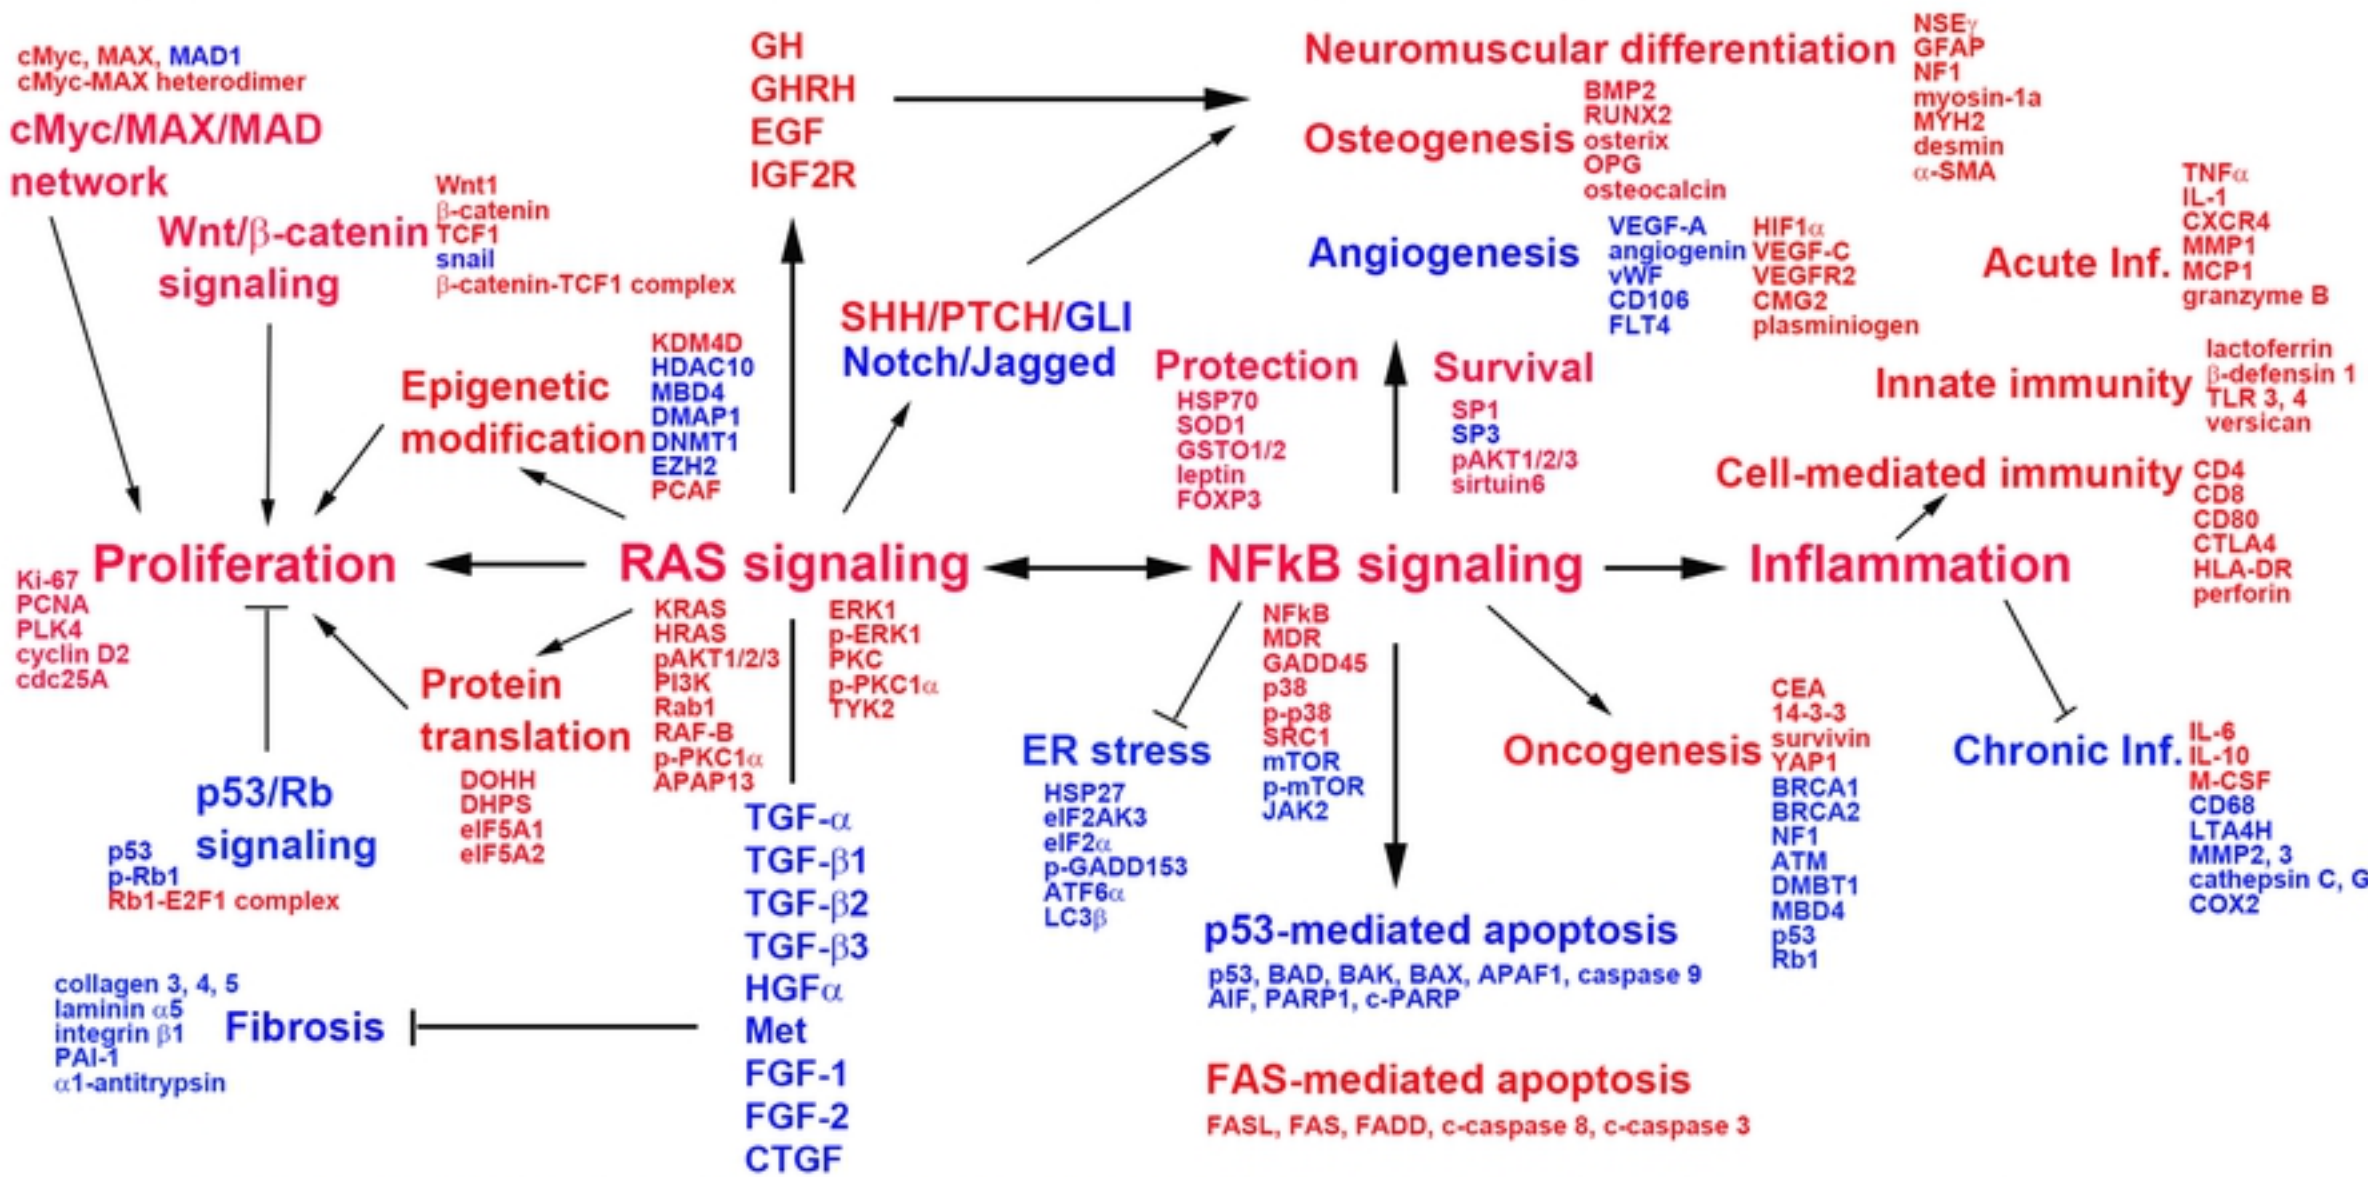 cMyc, MAX, MAD1
cMyc-MAX heterodimer
cMyc/MAX/MAD
network
Wnt/β-catenin
signaling
Wnt1
β-catenin
TCF1
snail
β-catenin-TCF1 complex
Epigenetic
modification
KDM4D
HDAC10
MBD4
DMAP1
DNMT1
EZH2
PCAF
GH
GHRH
EGF
IGF2R
SHH/PTCH/GLI
Notch/Jagged
Neuromuscular differentiation
NSEγ
GFAP
NF1
myosin-1a
MYH2
desmin
α-SMA
Osteogenesis
BMP2
RUNX2
osterix
OPG
osteocalcin
Angiogenesis
VEGF-A
angiogenin
vWF
CD106
FLT4
HIF1α
VEGF-C
VEGFR2
CMG2
plasminiogen
Acute Inf.
TNFα
IL-1
CXCR4
MMP1
MCP1
granzyme B
Protection
HSP70
SOD1
GSTO1/2
leptin
FOXP3
Survival
SP1
SP3
pAKT1/2/3
sirtuin6
Innate immunity
lactoferrin
β-defensin 1
TLR 3, 4
versican
Cell-mediated immunity
CD4
CD8
CD80
CTLA4
HLA-DR
perforin
Proliferation
Ki-67
PCNA
PLK4
cyclin D2
cdc25A
RAS signaling
KRAS
HRAS
pAKT1/2/3
PI3K
Rab1
RAF-B
p-PKC1α
APAP13
ERK1
p-ERK1
PKC
p-PKC1α
TYK2
NFkB signaling
NFkB
MDR
GADD45
p38
p-p38
SRC1
mTOR
p-mTOR
JAK2
Inflammation
Protein
translation
DOHH
DHPS
eIF5A1
eIF5A2
p53/Rb
signaling
p53
p-Rb1
Rb1-E2F1 complex
TGF-α
TGF-β1
TGF-β2
TGF-β3
HGFα
Met
FGF-1
FGF-2
CTGF
Fibrosis
collagen 3, 4, 5
laminin α5
integrin β1
PAI-1
α1-antitrypsin
ER stress
HSP27
eIF2AK3
eIF2α
p-GADD153
ATF6α
LC3β
Oncogenesis
CEA
14-3-3
survivin
YAP1
BRCA1
BRCA2
NF1
ATM
DMBT1
MBD4
p53
Rb1
Chronic Inf.
IL-6
IL-10
M-CSF
CD68
LTA4H
MMP2, 3
cathepsin C, G
COX2
p53-mediated apoptosis
p53, BAD, BAK, BAX, APAF1, caspase 9
AIF, PARP1, c-PARP
FAS-mediated apoptosis
FASL, FAS, FADD, c-caspase 8, c-caspase 3